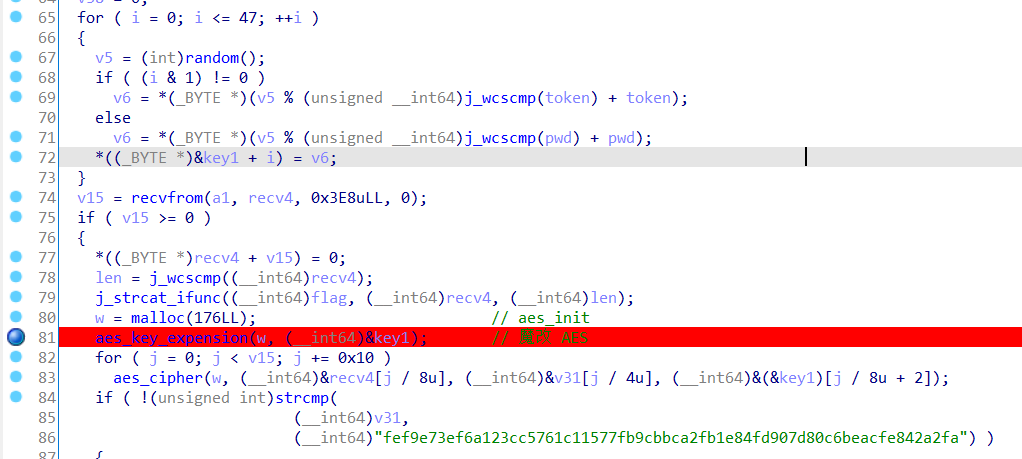 65 for ( i = 0; i <= 47; ++i )
66 {
67 v5 = (int)random();
68 if ( (i & 1) != 0 )
69 v6 = *(_BYTE *)(v5 % (unsigned __int64)j_wcscmp(token) + token);
70 else
71 v6 = *(_BYTE *)(v5 % (unsigned __int64)j_wcscmp(pwd) + pwd);
72 *((_BYTE *)&key1 + i) = v6;
73 }
74 v15 = recvfrom(a1, recv4, 0x3E8uLL, 0);
75 if ( v15 >= 0 )
76 {
77 *((_BYTE *)recv4 + v15) = 0;
78 len = j_wcscmp((__int64)recv4);
79 j_strcat_ifunc((__int64)flag, (__int64)recv4, (__int64)len);
80 w = malloc(176LL); // aes_init
81 aes_key_expension(w, (__int64)&key1); // AES
82 for ( j = 0; j < v15; j += 0x10 )
83 aes_cipher(w, (__int64)&recv4[j / 8u], (__int64)&v31[j / 4u], (__int64)&(&key1)[j / 8u + 2]);
84 if ( !(unsigned int)strcmp(
85 (__int64)v31,
86 (__int64)"fef9e73ef6a123cc5761c11577fb9cbbca2fb1e84fd907d80c6beacfe842a2fa") )
87 {